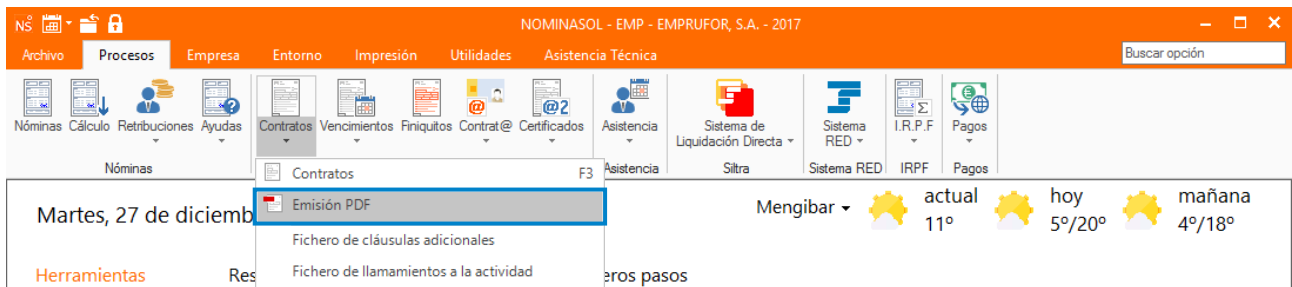 NS NOMINASOL - EMP - EMPRUFOR, S.A. - 2017
Archivo Procesos Empresa Entorno Impresión Utilidades Asistencia Técnica Buscar opción
Nóminas Cálculo Retribuciones Ayudas Contratos Vencimientos Finiquitos Contrat@ Certificados Asistencia Sistema de Liquidación Directa Sistema RED I.R.P.F Pagos
Nóminas Asistencia Siltra Sistema RED IRPF Pagos
Contratos F3
Emisión PDF
Fichero de cláusulas adicionales
Fichero de llamamientos a la actividad
Martes, 27 de diciemb Mengibar actual hoy mañana
11º 5º/20º 4º/18º
Herramientas Res eros pasos